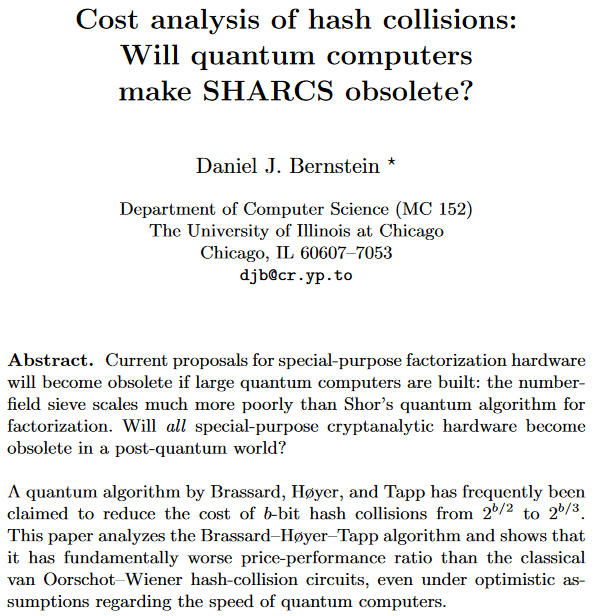 Cost analysis of hash collisions:
Will quantum computers
make SHARCS obsolete?
Daniel J. Bernstein *
Department of Computer Science (MC 152)
The University of Illinois at Chicago
Chicago, IL 60607–7053
djb@cr.yp.to
Abstract. Current proposals for special-purpose factorization hardware
will become obsolete if large quantum computers are built: the number-
field sieve scales much more poorly than Shor's quantum algorithm for
factorization. Will all special-purpose cryptanalytic hardware become
obsolete in a post-quantum world?
A quantum algorithm by Brassard, Høyer, and Tapp has frequently been
claimed to reduce the cost of b-bit hash collisions from 2^{b/2} to 2^{b/3}.
This paper analyzes the Brassard–Høyer–Tapp algorithm and shows that
it has fundamentally worse price-performance ratio than the classical
van Oorschot–Wiener hash-collision circuits, even under optimistic as-
sumptions regarding the speed of quantum computers.